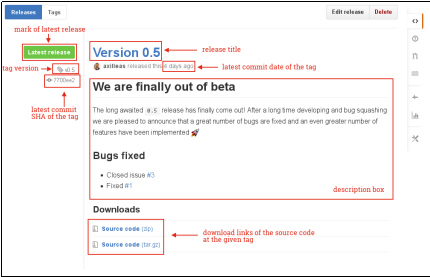 Releases Tags Edit release Delete
mark of latest release
Latest release
Version 0.5
release title
axilleas released this 6 days ago
latest commit date of the tag
tag version
v0.5
7700ea2
latest commit
SHA of the tag
We are finally out of beta
The long awaited 0.5 release has finally come out! After a long time developing and bug squashing
we are pleased to announce that a great number of bugs are fixed and an even greater number of
features have been implemented 🚀
Bugs fixed
Closed issue #3
Fixed #1
description box
Downloads
Source code (zip)
Source code (tar.gz)
download links of the source code
at the given tag